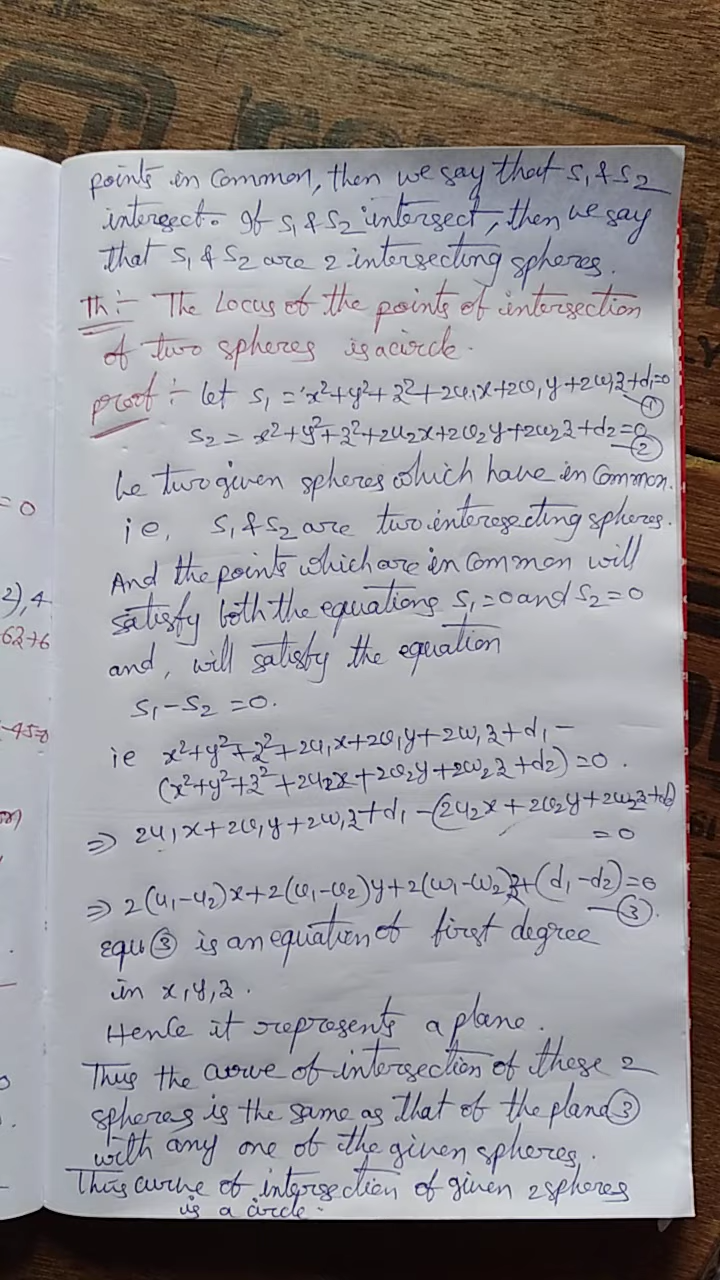 points in common, then we say that S₁ & S₂
intersect. If S₁ & S₂ intersect, then we say
that S₁ & S₂ are 2 intersecting spheres.
Th :- The Locus of the points of intersection
of two spheres is a circle.
proof :- let S₁ = x²+y²+z²+2u₁x+2v₁y+2w₁z+d₁=0
①
S₂ = x²+y²+z²+2u₂x+2v₂y+2w₂z+d₂=0
②
be two given spheres which have in common.
ie, S₁ & S₂ are two interesecting spheres.
And the points which are in common will
satisfy both the equations S₁=0 and S₂=0
and, will satisfy the equation
S₁-S₂ =0.
ie x²+y²+z²+2u₁x+2v₁y+2w₁z+d₁-
(x²+y²+z²+2u₂x+2v₂y+2w₂z+d₂)=0.
⇒ 2u₁x+2v₁y+2w₁z+d₁-(2u₂x+2v₂y+2w₂z+d₂)
=0
⇒ 2(u₁-u₂)x+2(v₁-v₂)y+2(w₁-w₂)z+(d₁-d₂)=0
③.
equ ③ is an equation of first degree
in x,y,z.
Hence it represents a plane.
Thus the curve of intersection of these 2
spheres is the same as that of the plane ③
with any one of the given spheres.
Thus curve of intersection of given 2 spheres
is a circle.
= 0
2), 4
6z+6
-45=0